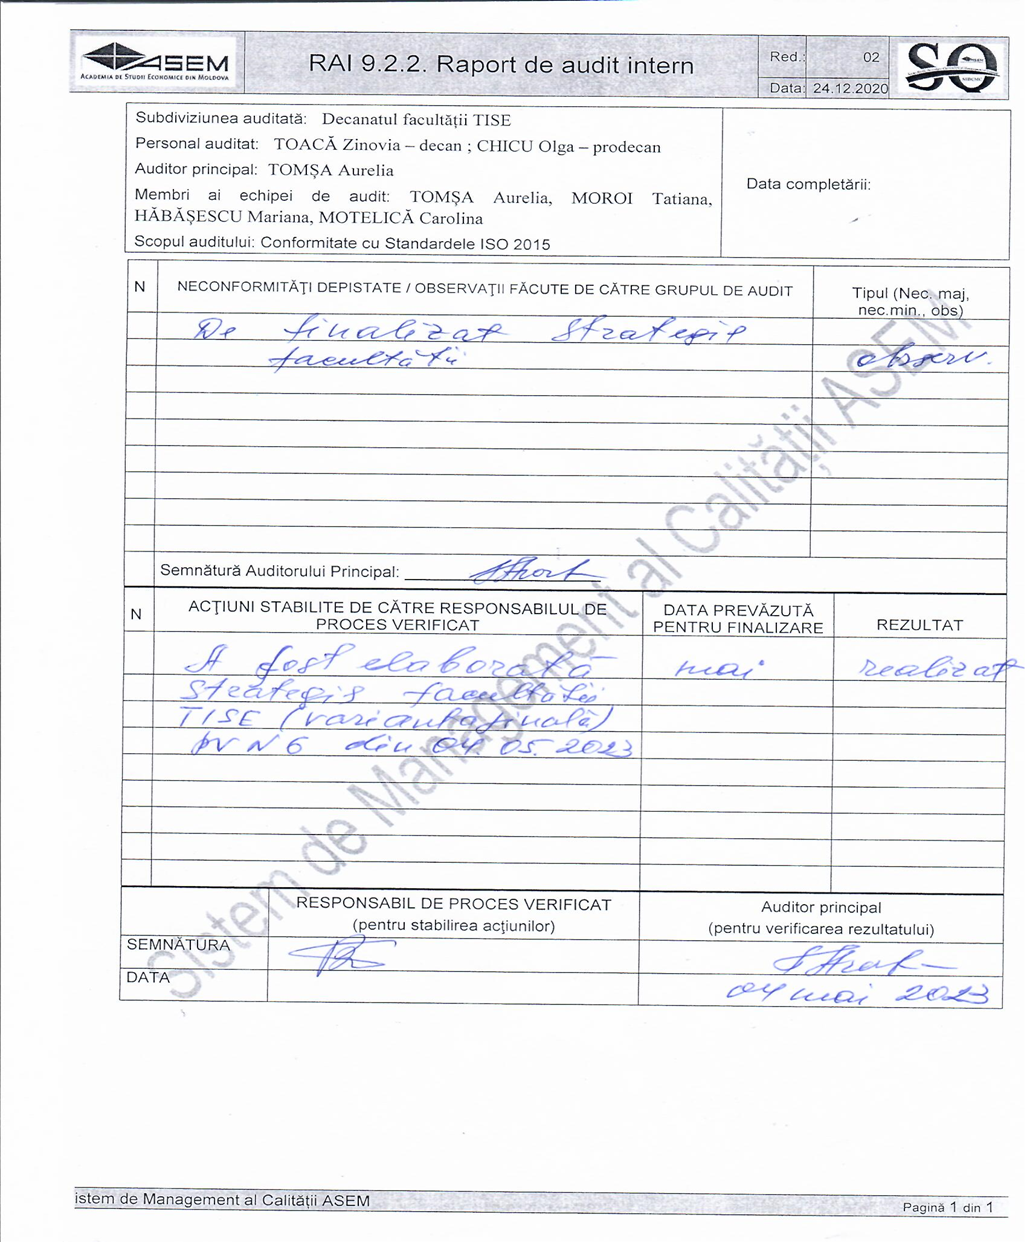 ASEM
ACADEMIA DE STUDII ECONOMICE DIN MOLDOVA
RAI 9.2.2. Raport de audit intern
Red.: 02
Data: 24.12.2020
SQ
Subdiviziunea auditată: Decanatul facultății TISE
Personal auditat: TOACĂ Zinovia – decan ; CHICU Olga – prodecan
Auditor principal: TOMȘA Aurelia
Membri ai echipei de audit: TOMȘA Aurelia, MOROI Tatiana,
HĂBĂȘESCU Mariana, MOTELICĂ Carolina
Scopul auditului: Conformitate cu Standardele ISO 2015
Data completării:
N NECONFORMITĂŢI DEPISTATE / OBSERVAŢII FĂCUTE DE CĂTRE GRUPUL DE AUDIT Tipul (Nec. maj,
nec.min., obs)
De finalizat Strategie
facultății observ.
Semnătură Auditorului Principal:
N ACŢIUNI STABILITE DE CĂTRE RESPONSABILUL DE
PROCES VERIFICAT
DATA PREVĂZUTĂ
PENTRU FINALIZARE
REZULTAT
A fost elaborată mai realizat
Strategie facultății
TISE (varianta finală)
PV N 6 din 04.05.2023
RESPONSABIL DE PROCES VERIFICAT
(pentru stabilirea acţiunilor)
Auditor principal
(pentru verificarea rezultatului)
SEMNĂTURA
DATA 04 mai 2023
Sistem de Management al Calității ASEM
istem de Management al Calității ASEM
Pagină 1 din 1